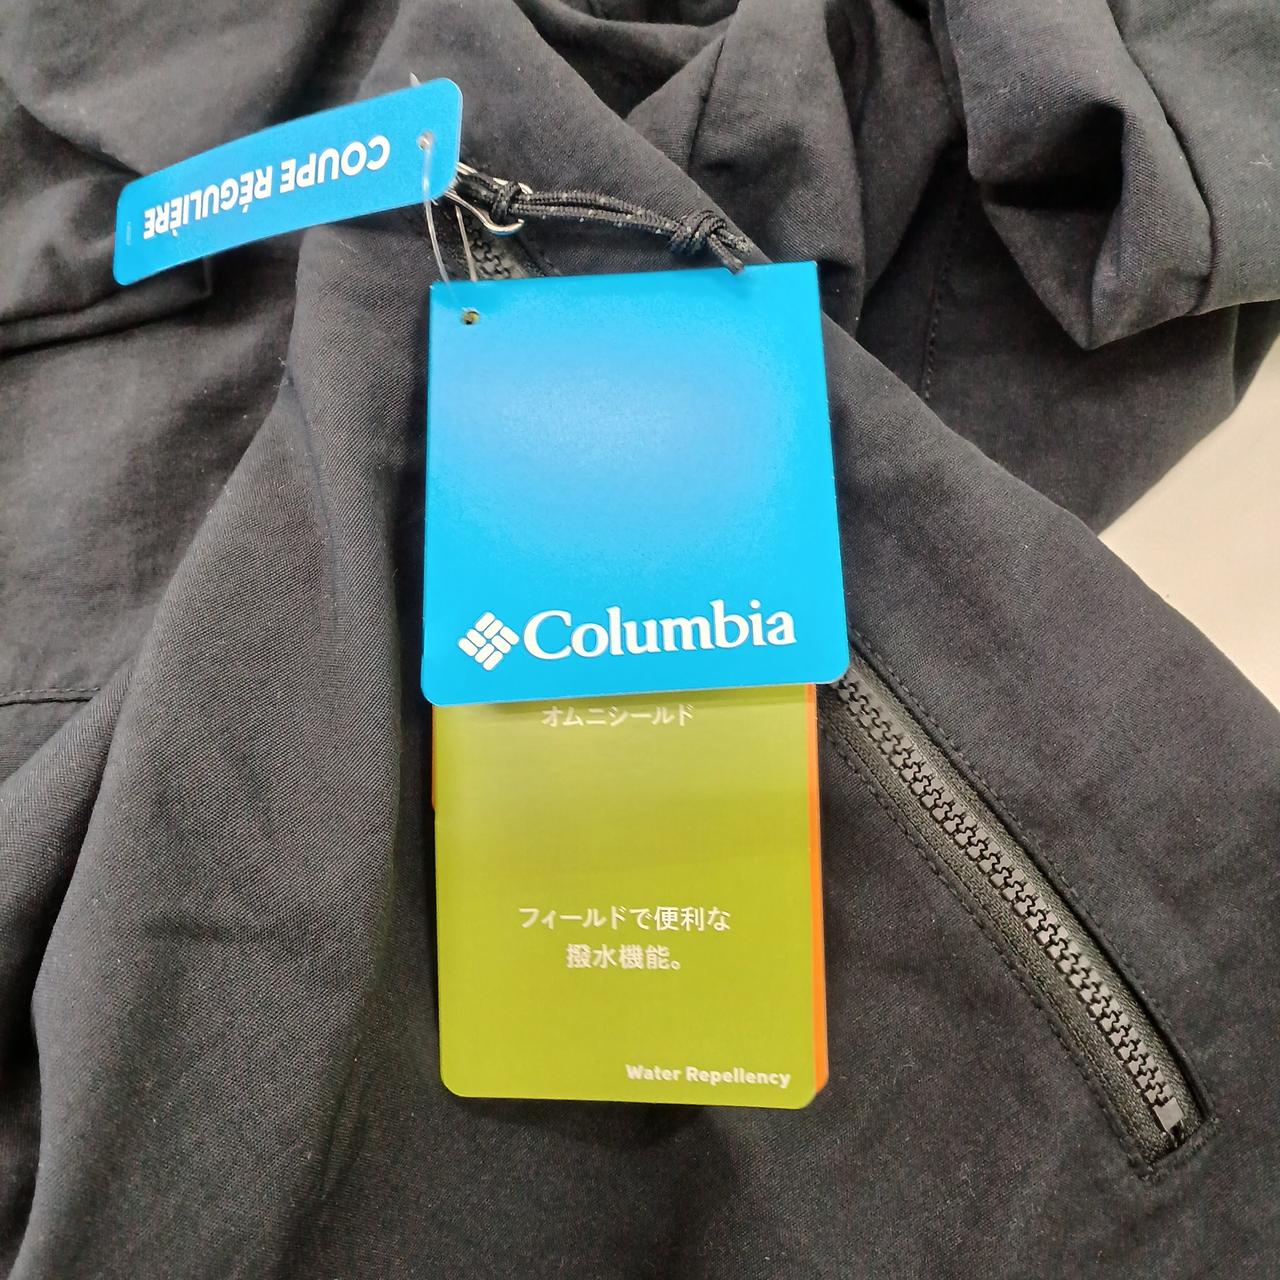 COUPE RÉGULIÈRE
Columbia
オムニシールド
フィールドで便利な
撥水機能。
Water Repellency